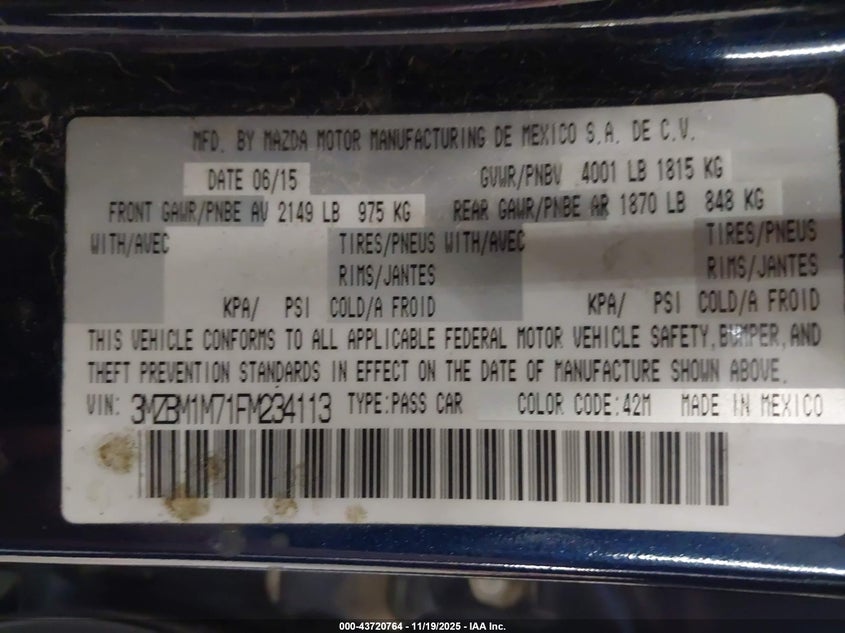 MFD. BY MAZDA MOTOR MANUFACTURING DE MEXICO S.A. DE C.V.
DATE 06/15 GVWR/PNBV 4001 LB 1815 KG
FRONT GAWR/PNBE AV 2149 LB 975 KG REAR GAWR/PNBE AR 1870 LB 848 KG
WITH/AVEC TIRES/PNEUS WITH/AVEC TIRES/PNEUS
RIMS/JANTES RIMS/JANTES
KPA/ PSI COLD/A FROID KPA/ PSI COLD/A FROID
THIS VEHICLE CONFORMS TO ALL APPLICABLE FEDERAL MOTOR VEHICLE SAFETY, BUMPER, AND
THEFT PREVENTION STANDARDS IN EFFECT ON THE DATE OF MANUFACTURE SHOWN ABOVE.
VIN: 3MZBM1M71FM234113 TYPE:PASS CAR COLOR CODE:42M MADE IN MEXICO
000-43720764 - 11/19/2025 - IAA Inc.